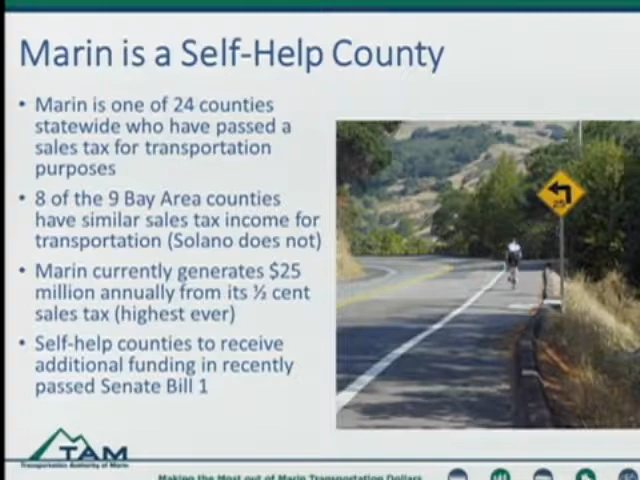 Marin is a Self-Help County
• Marin is one of 24 counties
statewide who have passed a
sales tax for transportation
purposes
• 8 of the 9 Bay Area counties
have similar sales tax income for
transportation (Solano does not)
• Marin currently generates $25
million annually from its ½ cent
sales tax (highest ever)
• Self-help counties to receive
additional funding in recently
passed Senate Bill 1
25
TAM
Transportation Authority of Marin
Making the Most out of Marin Transportation Dollars